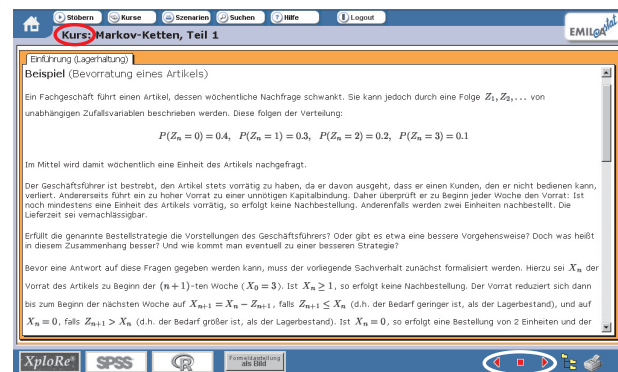 Stöbern Kurse Szenarien Suchen Hilfe Logout
Kurs: Markov-Ketten, Teil 1
EMILeAstat
Einführung (Lagerhaltung)
Beispiel (Bevorratung eines Artikels)
Ein Fachgeschäft führt einen Artikel, dessen wöchentliche Nachfrage schwankt. Sie kann jedoch durch eine Folge Z₁, Z₂, . . . von
unabhängigen Zufallsvariablen beschrieben werden. Diese folgen der Verteilung:
P(Zₙ = 0) = 0.4, P(Zₙ = 1) = 0.3, P(Zₙ = 2) = 0.2, P(Zₙ = 3) = 0.1
Im Mittel wird damit wöchentlich eine Einheit des Artikels nachgefragt.
Der Geschäftsführer ist bestrebt, den Artikel stets vorrätig zu haben, da er davon ausgeht, dass er einen Kunden, den er nicht bedienen kann,
verliert. Andererseits führt ein zu hoher Vorrat zu einer unnötigen Kapitalbindung. Daher überprüft er zu Beginn jeder Woche den Vorrat: Ist
noch mindestens eine Einheit des Artikels vorrätig, so erfolgt keine Nachbestellung. Anderenfalls werden zwei Einheiten nachbestellt. Die
Lieferzeit sei vernachlässigbar.
Erfüllt die genannte Bestellstrategie die Vorstellungen des Geschäftsführers? Oder gibt es etwa eine bessere Vorgehensweise? Doch was heißt
in diesem Zusammenhang besser? Und wie kommt man eventuell zu einer besseren Strategie?
Bevor eine Antwort auf diese Fragen gegeben werden kann, muss der vorliegende Sachverhalt zunächst formalisiert werden. Hierzu sei Xₙ der
Vorrat des Artikels zu Beginn der (n + 1)-ten Woche (X₀ = 3). Ist Xₙ ≥ 1, so erfolgt keine Nachbestellung. Der Vorrat reduziert sich dann
bis zum Beginn der nächsten Woche auf Xₙ₊₁ = Xₙ − Zₙ₊₁, falls Zₙ₊₁ ≤ Xₙ (d.h. der Bedarf geringer ist, als der Lagerbestand), und auf
Xₙ = 0, falls Zₙ₊₁ > Xₙ (d.h. der Bedarf größer ist, als der Lagerbestand). Ist Xₙ = 0, so erfolgt eine Bestellung von 2 Einheiten und der
XploRe SPSS R Formeldarstellung
als Bild